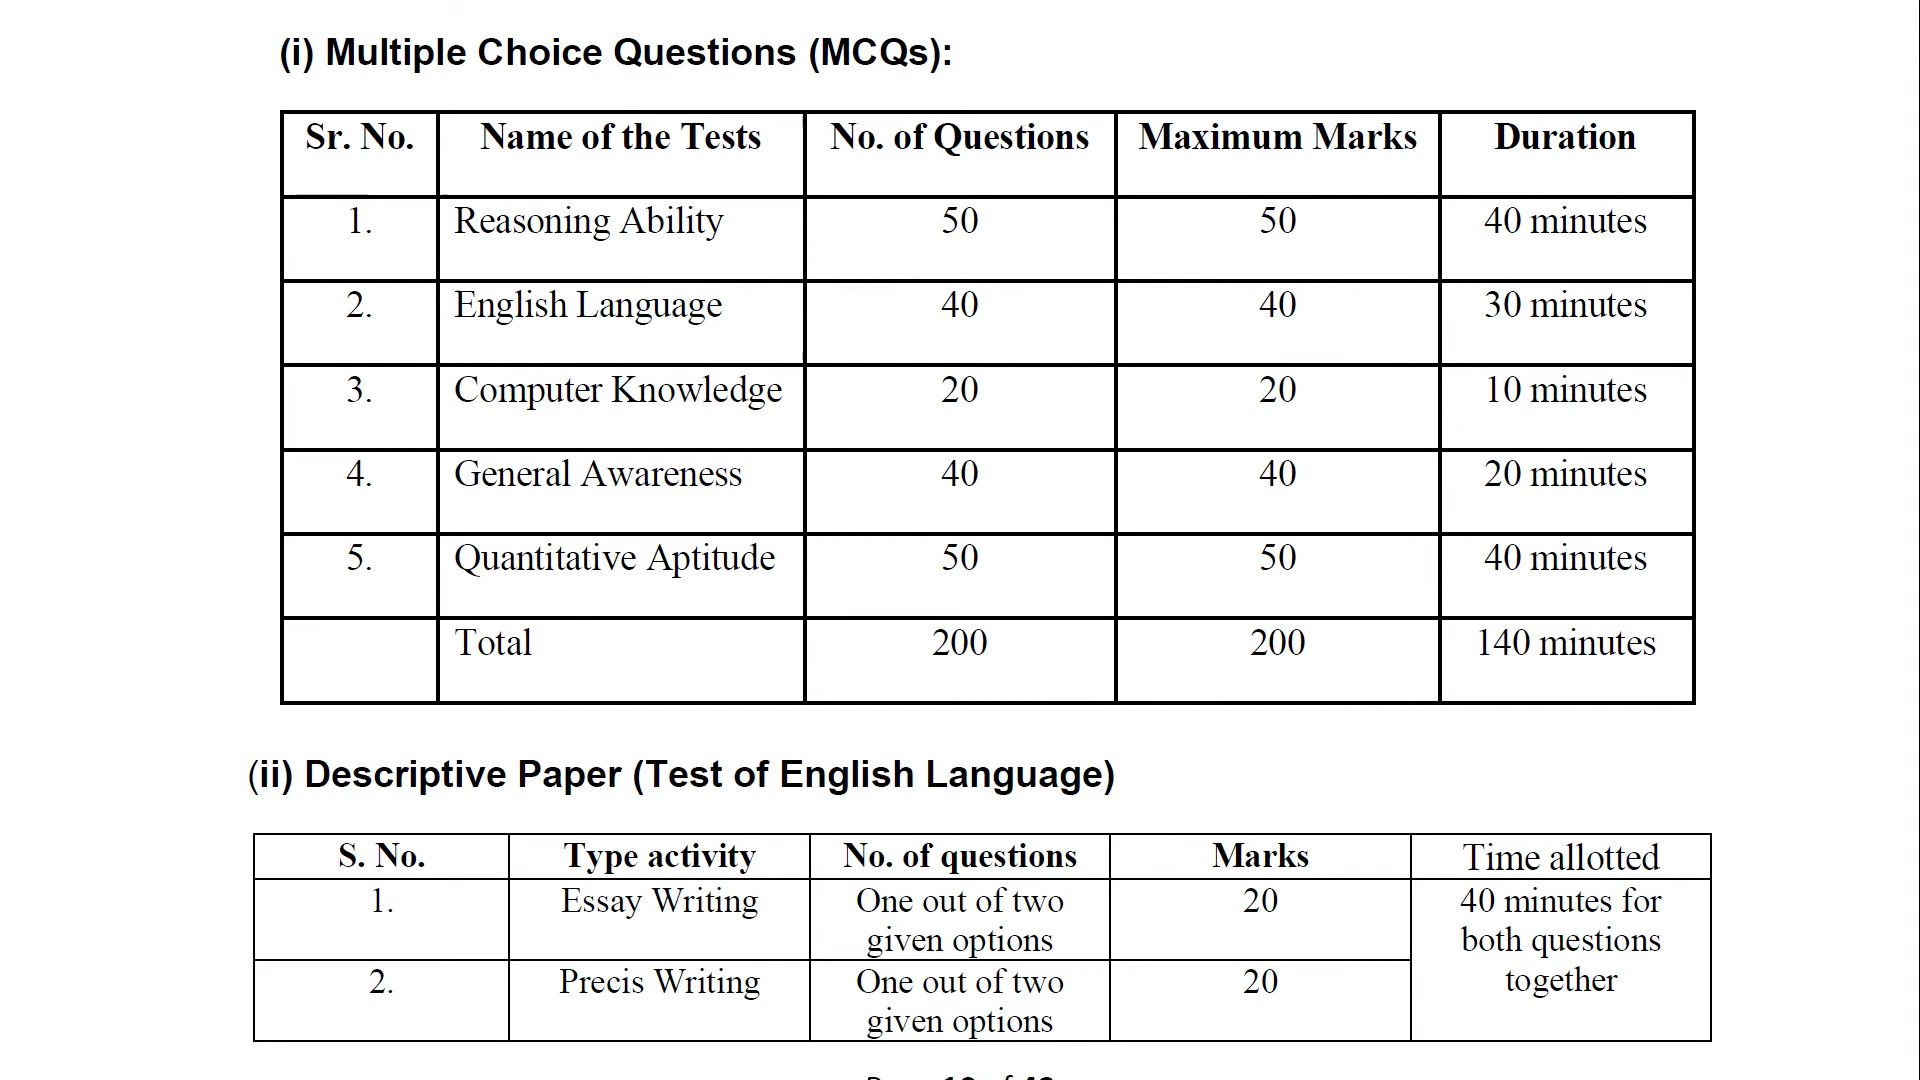 (i) Multiple Choice Questions (MCQs):
Sr. No. Name of the Tests No. of Questions Maximum Marks Duration
1. Reasoning Ability 50 50 40 minutes
2. English Language 40 40 30 minutes
3. Computer Knowledge 20 20 10 minutes
4. General Awareness 40 40 20 minutes
5. Quantitative Aptitude 50 50 40 minutes
Total 200 200 140 minutes
(ii) Descriptive Paper (Test of English Language)
S. No. Type activity No. of questions Marks Time allotted
1. Essay Writing One out of two 20 40 minutes for
given options both questions
2. Precis Writing One out of two 20 together
given options